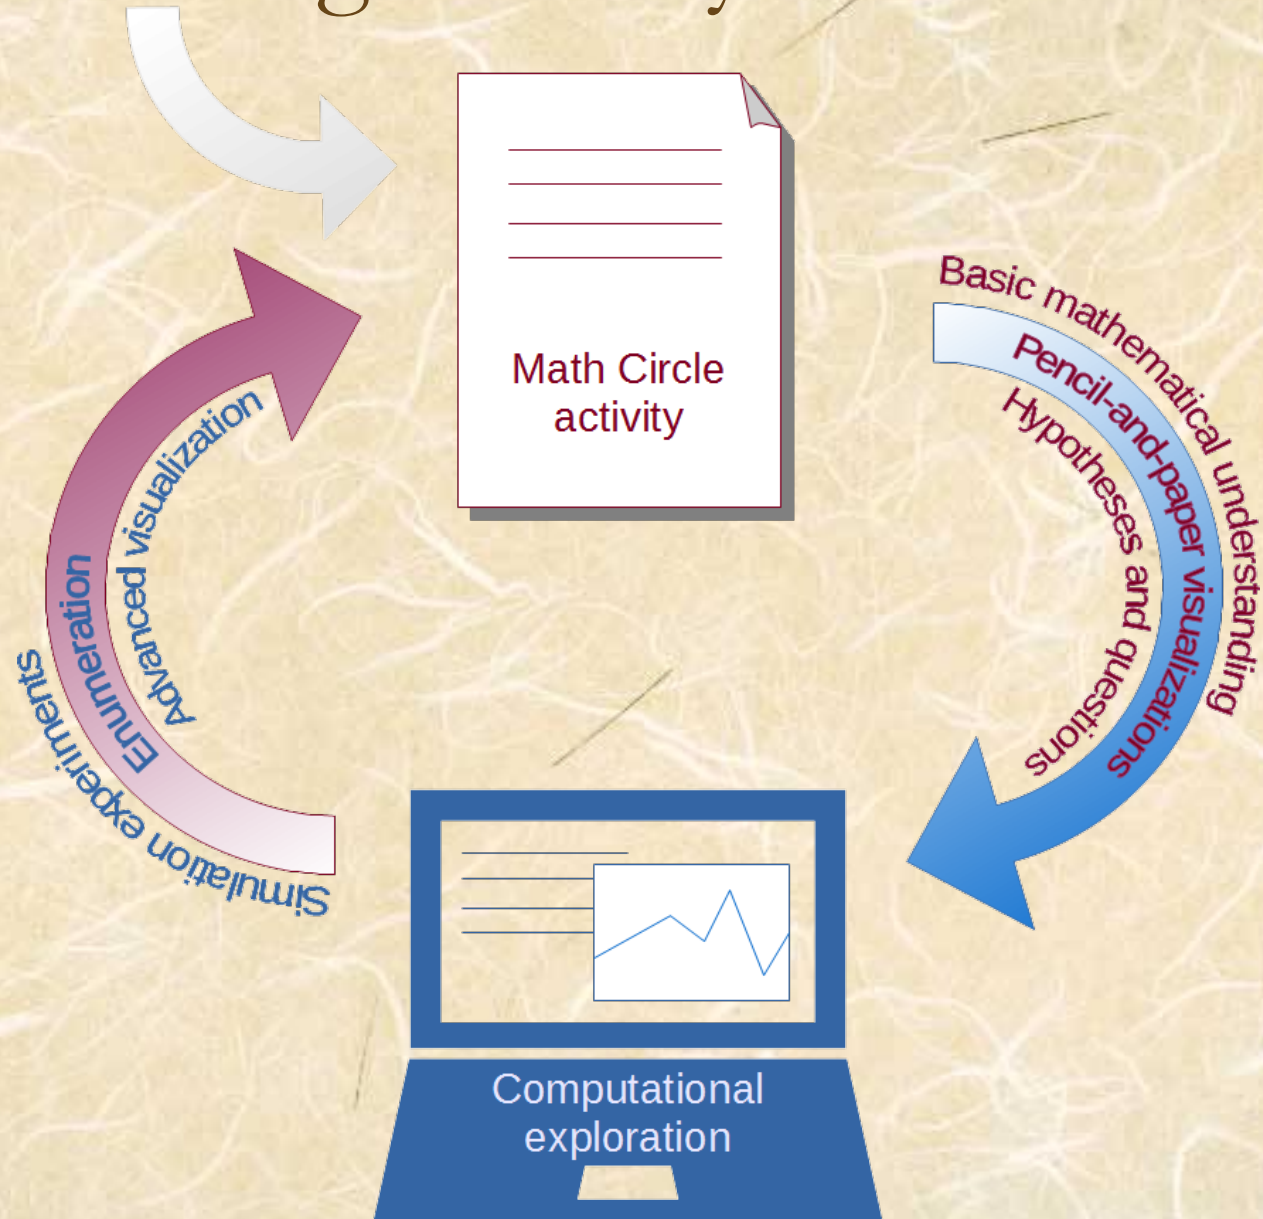 Math Circle
activity
Basic mathematical understanding
Pencil-and-paper visualizations
Hypotheses and questions
Advanced visualization
Enumeration
Simulation experiments
Computational
exploration